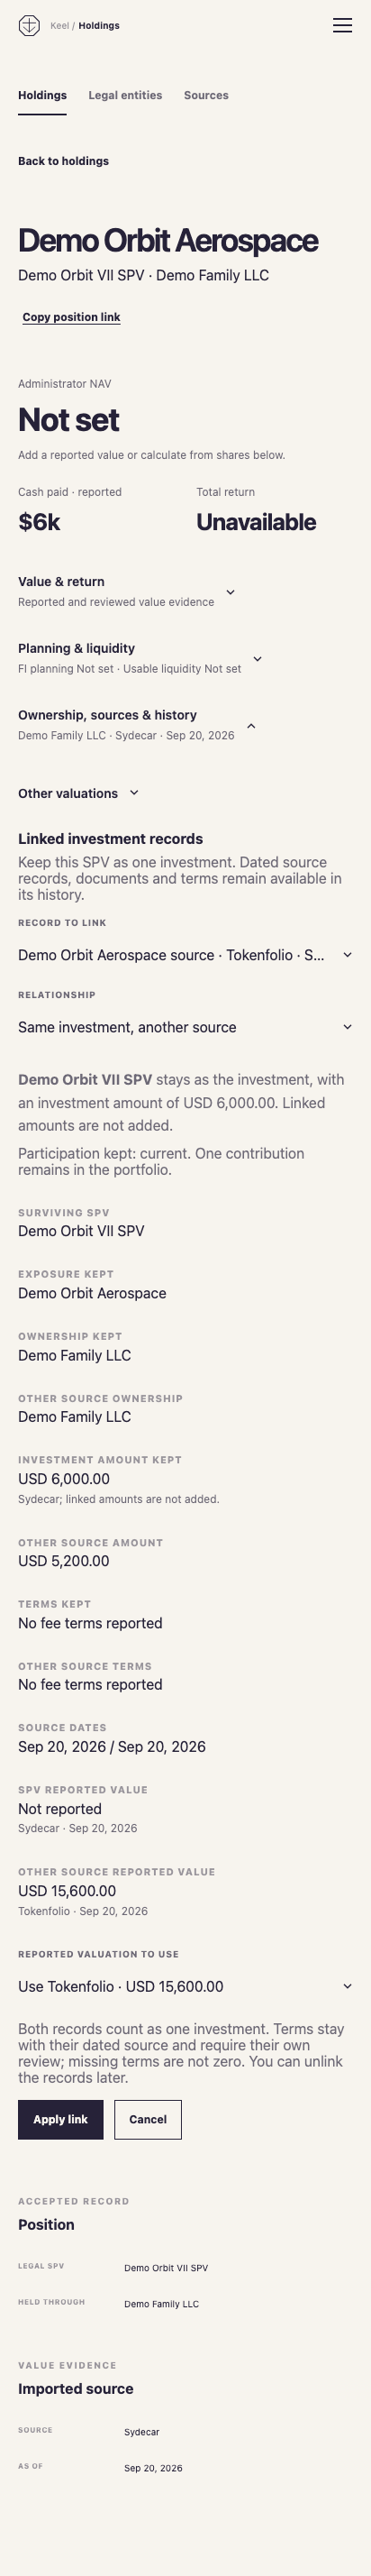 Keel / Holdings
Holdings Legal entities Sources
Back to holdings
Demo Orbit Aerospace
Demo Orbit VII SPV · Demo Family LLC
Copy position link
Administrator NAV
Not set
Add a reported value or calculate from shares below.
Cash paid · reported Total return
$6k Unavailable
Value & return
Reported and reviewed value evidence
Planning & liquidity
FI planning Not set · Usable liquidity Not set
Ownership, sources & history
Demo Family LLC · Sydecar · Sep 20, 2026
Other valuations
Linked investment records
Keep this SPV as one investment. Dated source
records, documents and terms remain available in
its history.
RECORD TO LINK
Demo Orbit Aerospace source · Tokenfolio · S...
RELATIONSHIP
Same investment, another source
Demo Orbit VII SPV stays as the investment, with
an investment amount of USD 6,000.00. Linked
amounts are not added.
Participation kept: current. One contribution
remains in the portfolio.
SURVIVING SPV
Demo Orbit VII SPV
EXPOSURE KEPT
Demo Orbit Aerospace
OWNERSHIP KEPT
Demo Family LLC
OTHER SOURCE OWNERSHIP
Demo Family LLC
INVESTMENT AMOUNT KEPT
USD 6,000.00
Sydecar; linked amounts are not added.
OTHER SOURCE AMOUNT
USD 5,200.00
TERMS KEPT
No fee terms reported
OTHER SOURCE TERMS
No fee terms reported
SOURCE DATES
Sep 20, 2026 / Sep 20, 2026
SPV REPORTED VALUE
Not reported
Sydecar · Sep 20, 2026
OTHER SOURCE REPORTED VALUE
USD 15,600.00
Tokenfolio · Sep 20, 2026
REPORTED VALUATION TO USE
Use Tokenfolio · USD 15,600.00
Both records count as one investment. Terms stay
with their dated source and require their own
review; missing terms are not zero. You can unlink
the records later.
Apply link Cancel
ACCEPTED RECORD
Position
LEGAL SPV Demo Orbit VII SPV
HELD THROUGH Demo Family LLC
VALUE EVIDENCE
Imported source
SOURCE Sydecar
AS OF Sep 20, 2026